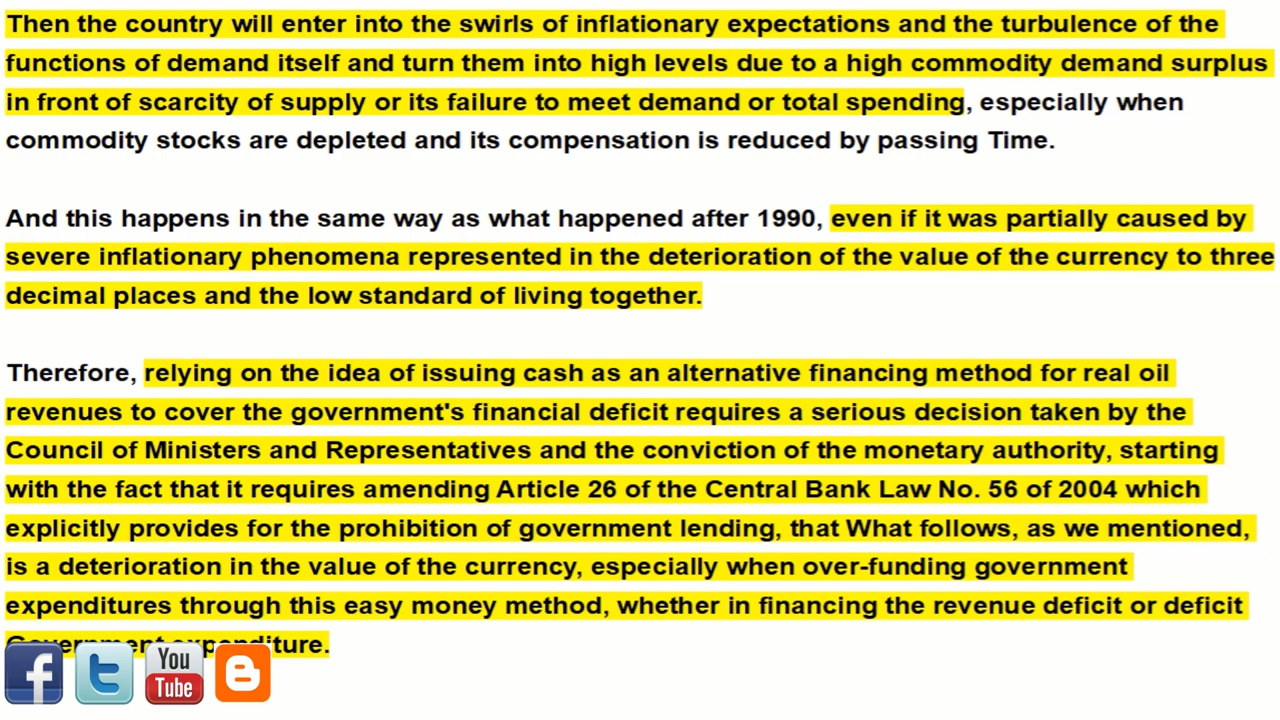 Then the country will enter into the swirls of inflationary expectations and the turbulence of the
functions of demand itself and turn them into high levels due to a high commodity demand surplus
in front of scarcity of supply or its failure to meet demand or total spending, especially when
commodity stocks are depleted and its compensation is reduced by passing Time.
And this happens in the same way as what happened after 1990, even if it was partially caused by
severe inflationary phenomena represented in the deterioration of the value of the currency to three
decimal places and the low standard of living together.
Therefore, relying on the idea of issuing cash as an alternative financing method for real oil
revenues to cover the government's financial deficit requires a serious decision taken by the
Council of Ministers and Representatives and the conviction of the monetary authority, starting
with the fact that it requires amending Article 26 of the Central Bank Law No. 56 of 2004 which
explicitly provides for the prohibition of government lending, that What follows, as we mentioned,
is a deterioration in the value of the currency, especially when over-funding government
expenditures through this easy money method, whether in financing the revenue deficit or deficit
Government expenditure.
You
Tube